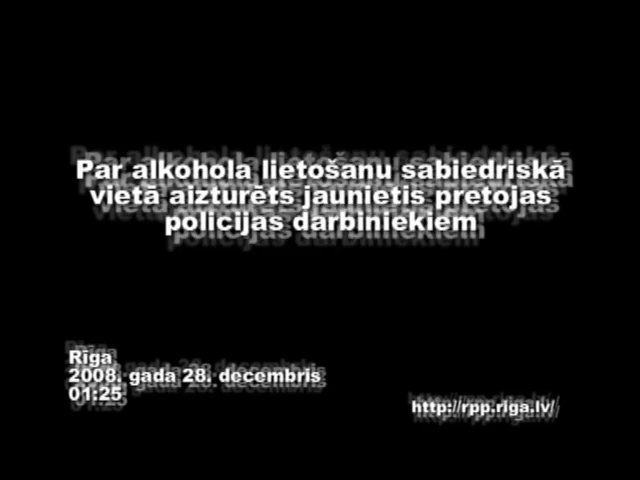 Par alkohola lietošanu sabiedriskā
vietā aizturēts jaunietis pretojas
policijas darbiniekiem
Rīga
2008. gada 28. decembris
01:25
http://rpp.riga.lv/